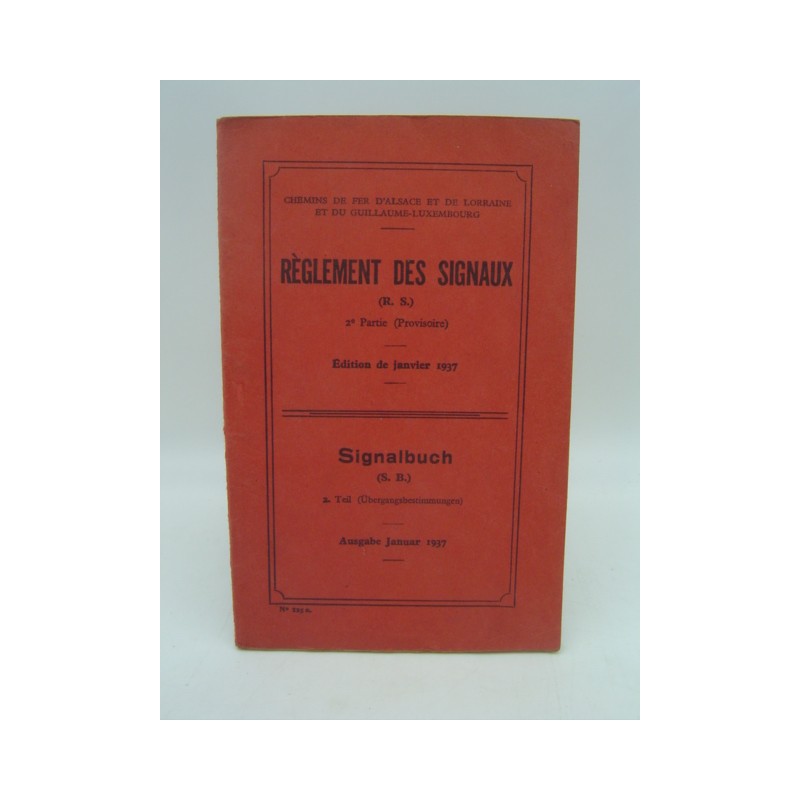 CHEMINS DE FER D'ALSACE ET DE LORRAINE
ET DU GUILLAUME-LUXEMBOURG
RÈGLEMENT DES SIGNAUX
(R. S.)
2e Partie (Provisoire)
Édition de janvier 1937
Signalbuch
(S. B.)
2. Teil (Übergangsbestimmungen)
Ausgabe Januar 1937